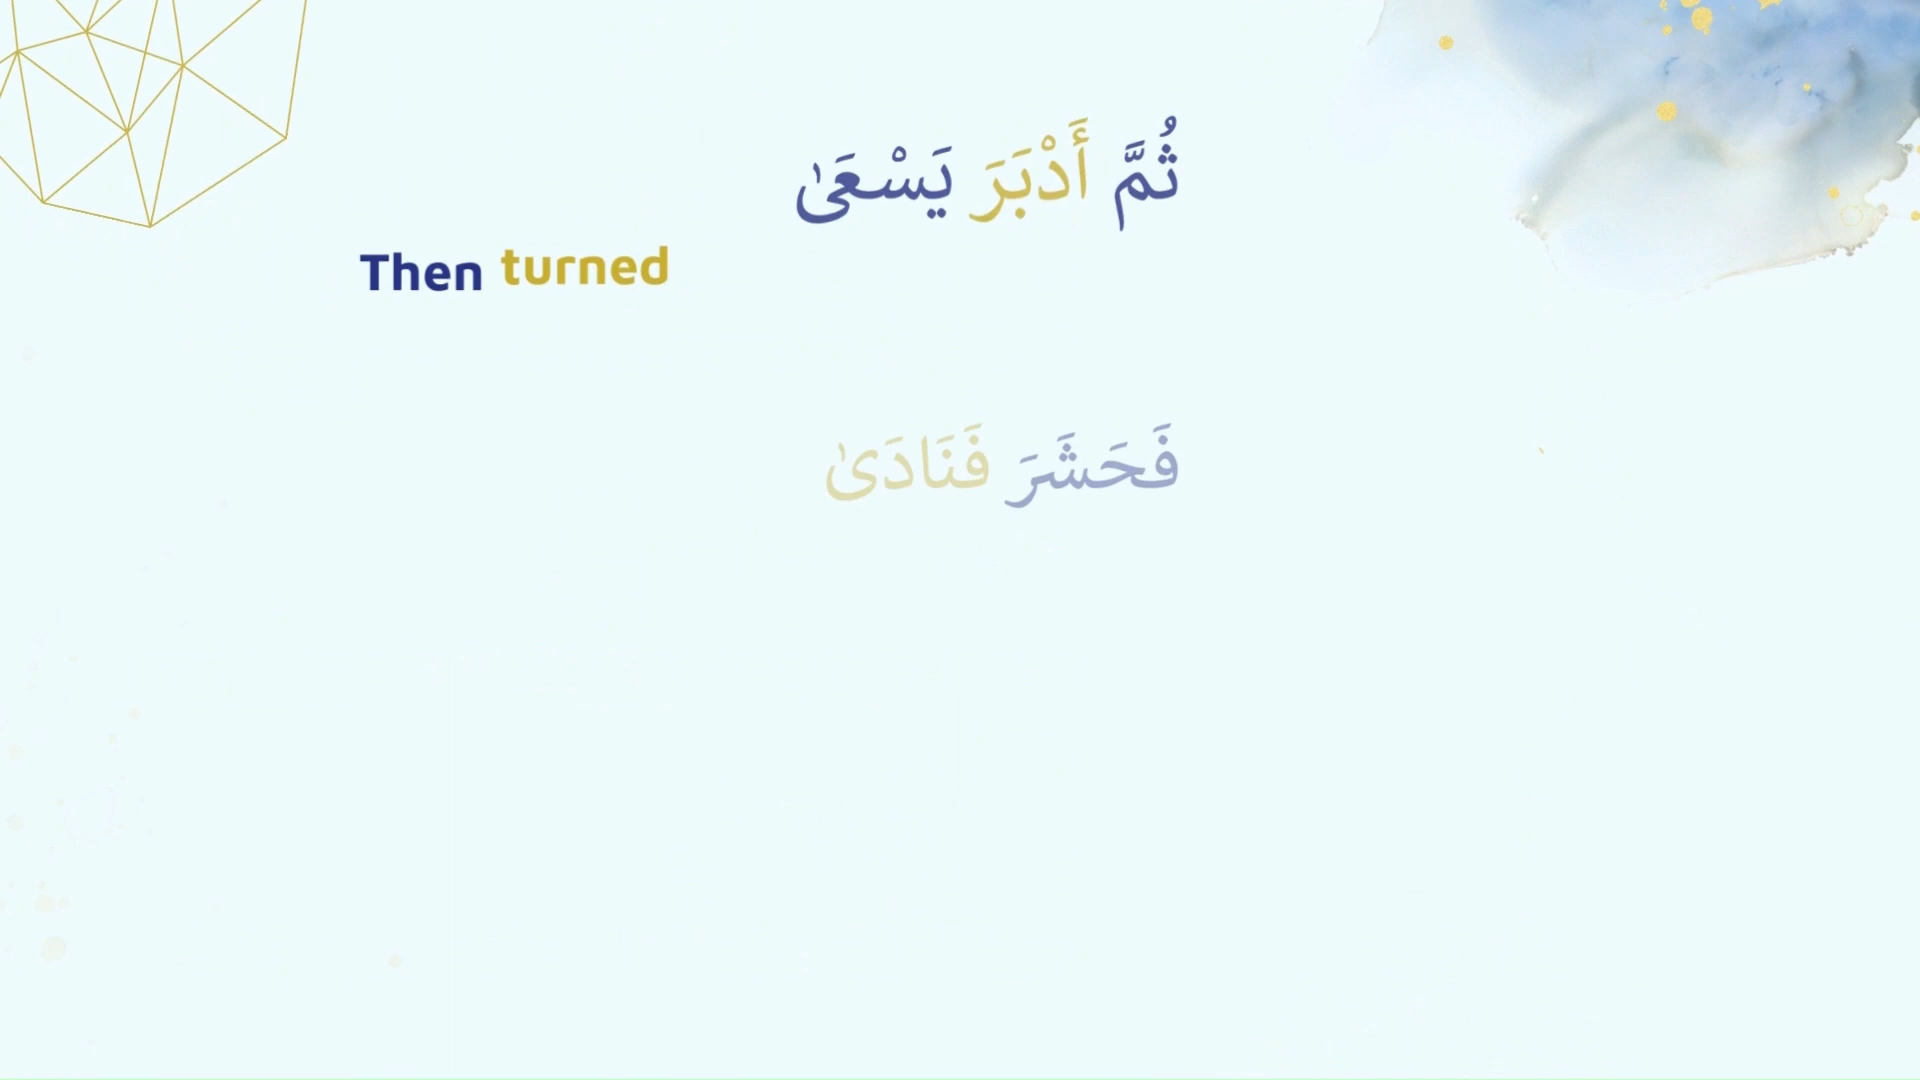 ثُمَّ أَدْبَرَ يَسْعَىٰ
Then turned
فَحَشَرَ فَنَادَىٰ